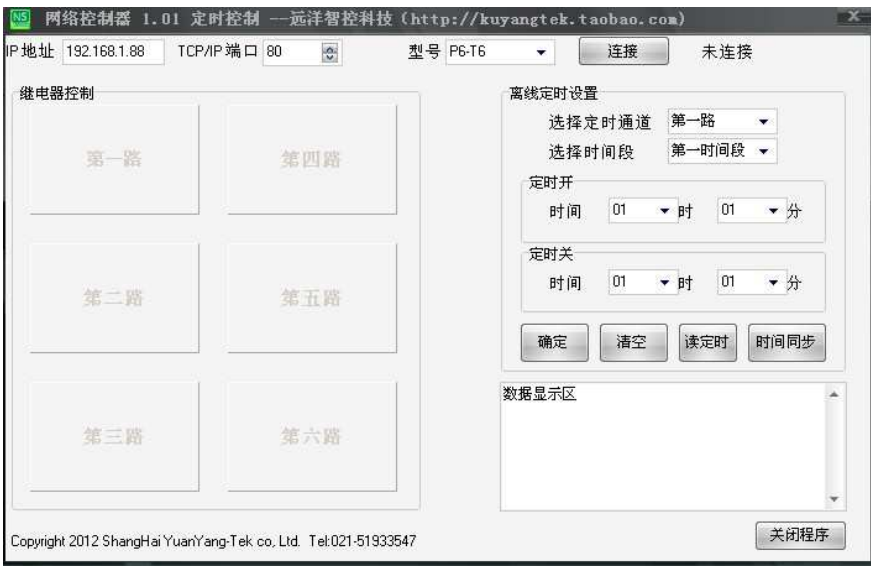 NS 网络控制器 1.01 定时控制 --远洋智控科技(http://kuyangtek.taobao.com) X
IP地址 192.168.1.88 TCP/IP端口 80 型号 P6-T6 连接 未连接
继电器控制
第一路 第四路
第二路 第五路
第三路 第六路
离线定时设置
选择定时通道 第一路
选择时间段 第一时间段
定时开
时间 01 时 01 分
定时关
时间 01 时 01 分
确定 清空 读定时 时间同步
数据显示区
Copyright 2012 ShangHai YuanYang-Tek co, Ltd. Tel:021-51933547
关闭程序